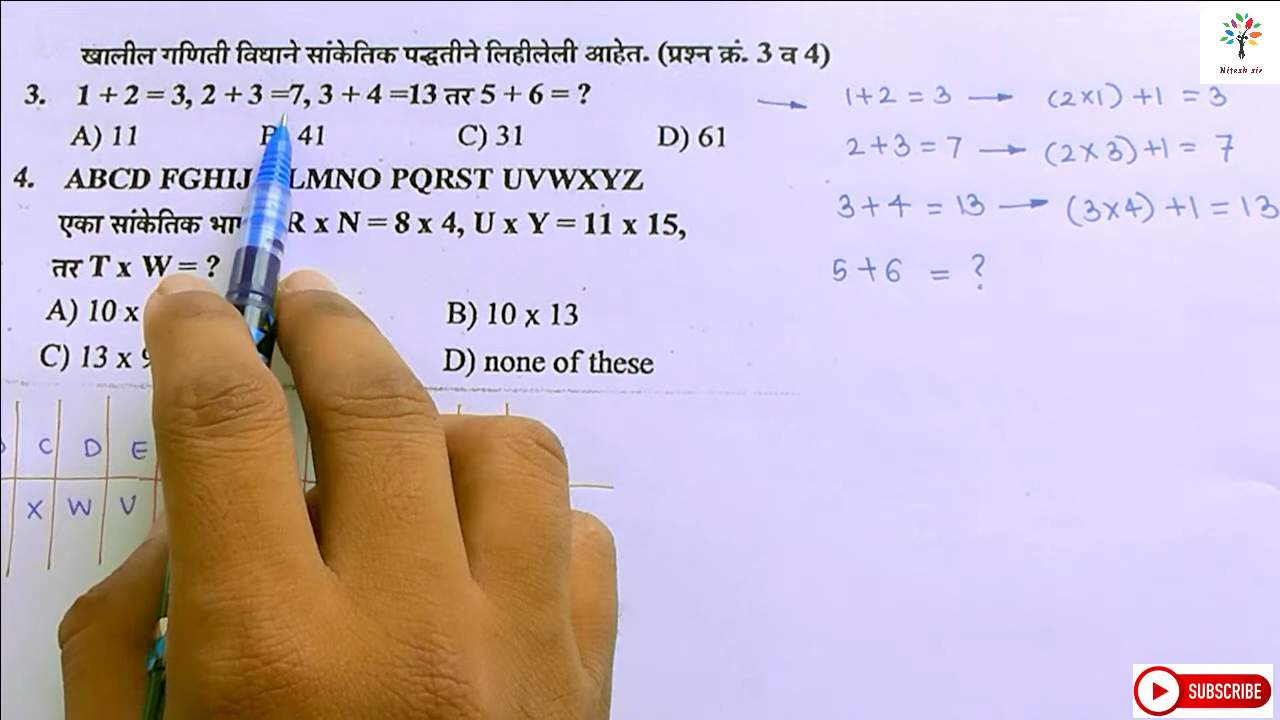 खालील गणिती विधाने सांकेतिक पद्धतीने लिहीलेली आहेत. (प्रश्न क्रं. 3 व 4)
3. 1 + 2 = 3, 2 + 3 =7, 3 + 4 =13 तर 5 + 6 = ?
A) 11 41 C) 31 D) 61
4. ABCD FGHIJ LMNO PQRST UVWXYZ
एका सांकेतिक R x N = 8 x 4, U x Y = 11 x 15,
तर T x W = ?
A) 10 x B) 10 x 13
C) 13 x D) none of these
C D E
X W V
1+2 = 3 → (2×1) +1 = 3
2+3 = 7 → (2×3)+1 = 7
3+4 = 13 → (3×4) +1 = 13
5+6 = ?
Nitesh sir
SUBSCRIBE